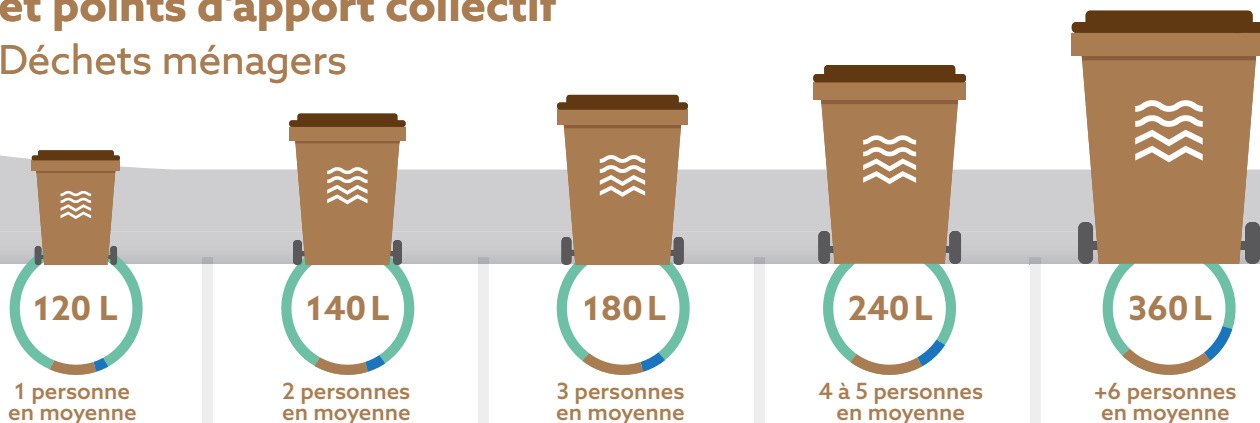 et points d'apport collectif
Déchets ménagers
120 L
140 L
180 L
240 L
360 L
1 personne
en moyenne
2 personnes
en moyenne
3 personnes
en moyenne
4 à 5 personnes
en moyenne
+6 personnes
en moyenne